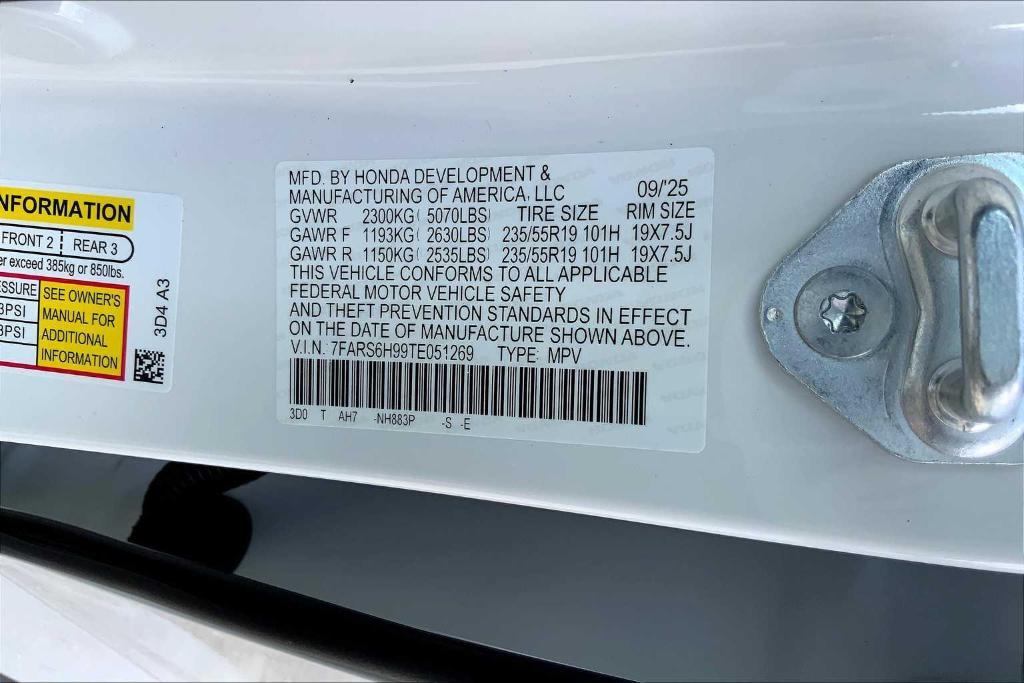 INFORMATION
FRONT 2 REAR 3
exceed 385kg or 850lbs.
SEE OWNER'S
MANUAL FOR
ADDITIONAL
INFORMATION
3D4 A3
MFD. BY HONDA DEVELOPMENT &
MANUFACTURING OF AMERICA, LLC 09/'25
GVWR 2300KG( 5070LBS) TIRE SIZE RIM SIZE
GAWR F 1193KG( 2630LBS) 235/55R19 101H 19X7.5J
GAWR R 1150KG( 2535LBS) 235/55R19 101H 19X7.5J
THIS VEHICLE CONFORMS TO ALL APPLICABLE
FEDERAL MOTOR VEHICLE SAFETY
AND THEFT PREVENTION STANDARDS IN EFFECT
ON THE DATE OF MANUFACTURE SHOWN ABOVE.
V.I.N.: 7FARS6H99TE051269 TYPE: MPV
3D0 T AH7 -NH883P -S -E